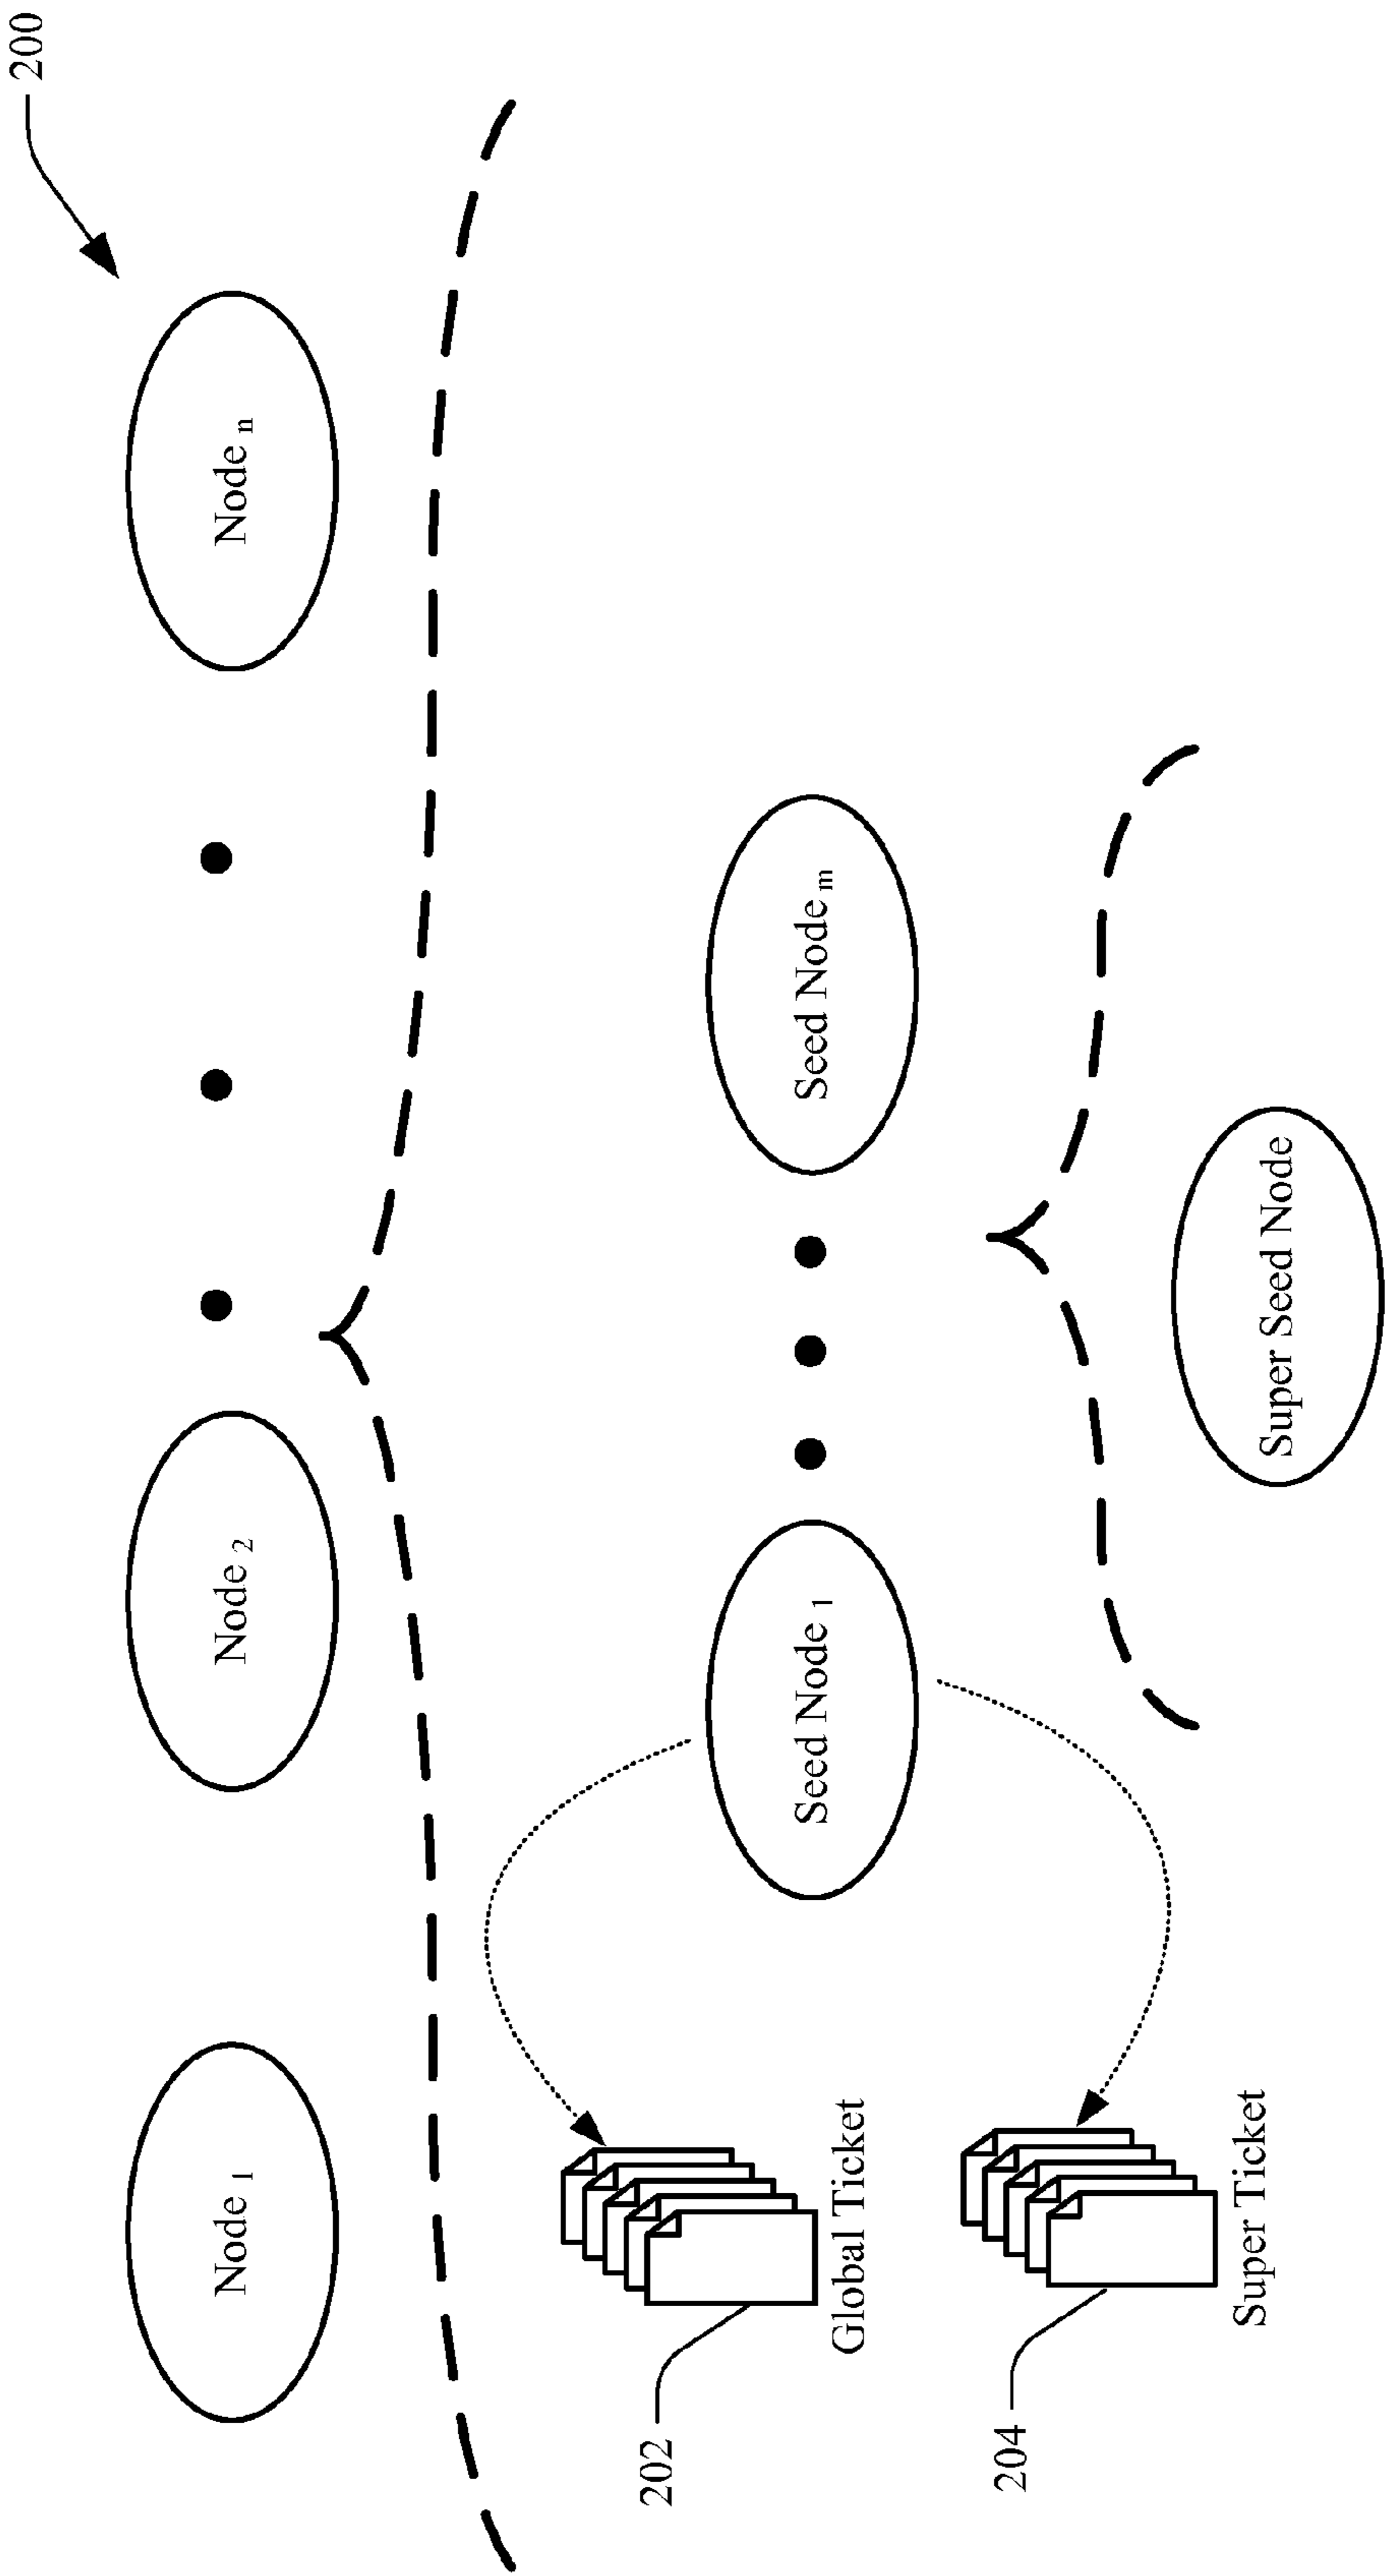 200
Node 1
Node 2
Node n
Seed Node 1
Seed Node m
202
Global Ticket
204
Super Ticket
Super Seed Node